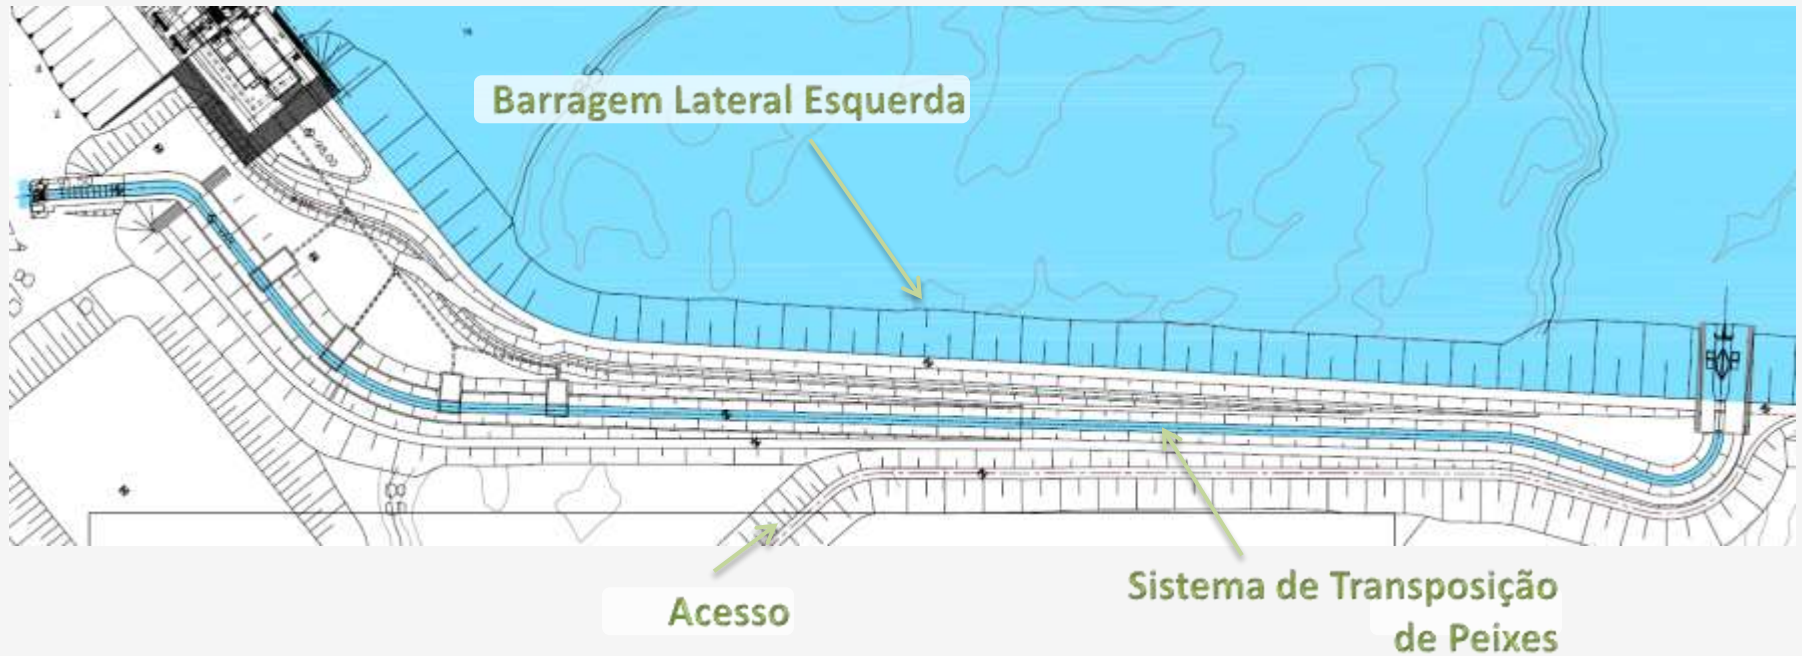 Barragem Lateral Esquerda
Acesso
Sistema de Transposição
de Peixes